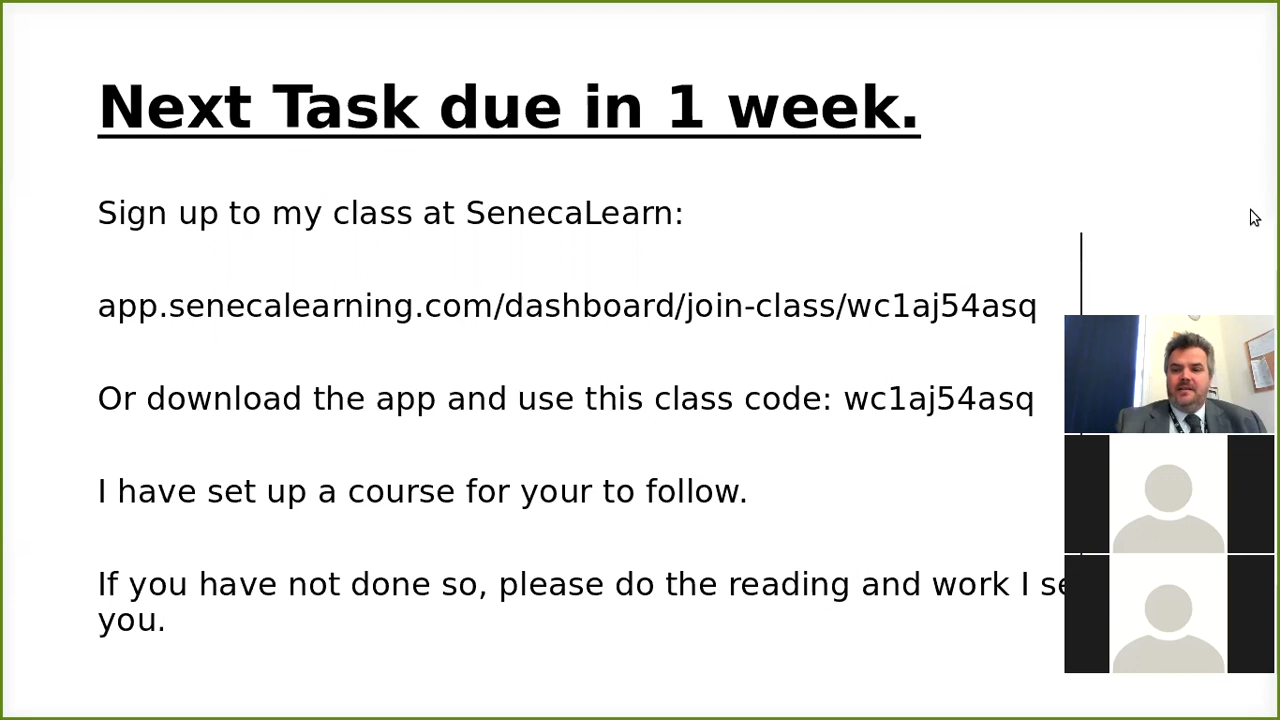 Next Task due in 1 week.
Sign up to my class at SenecaLearn:
app.senecalearning.com/dashboard/join-class/wc1aj54asq
Or download the app and use this class code: wc1aj54asq
I have set up a course for your to follow.
If you have not done so, please do the reading and work I
you.